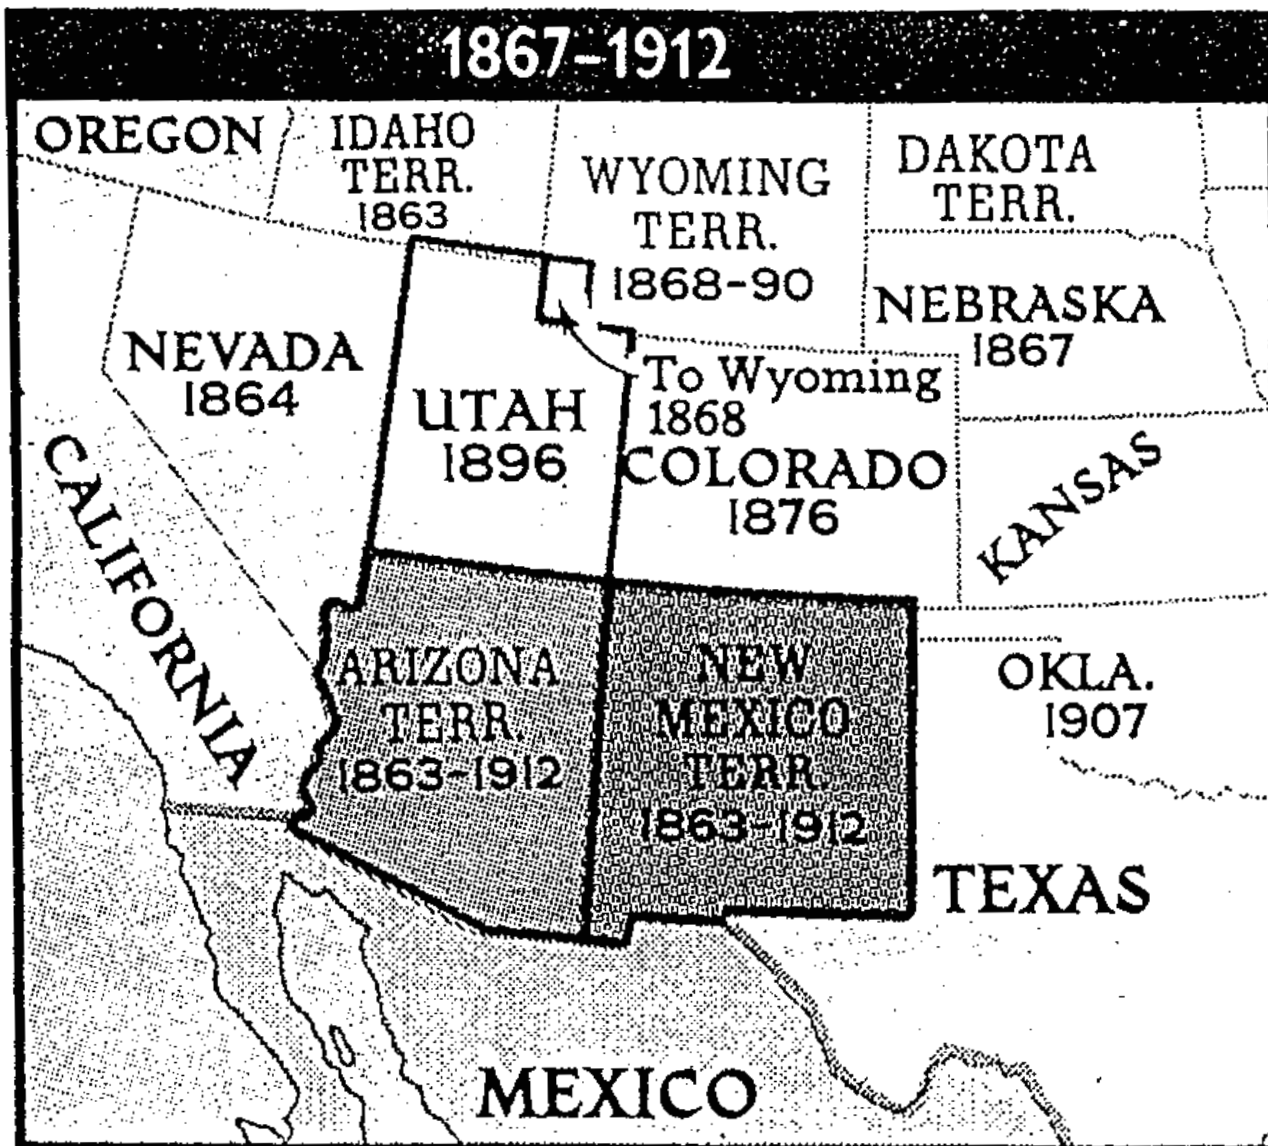 1867-1912
OREGON
IDAHO
TERR.
1863
WYOMING
TERR.
1868-90
DAKOTA
TERR.
NEBRASKA
1867
NEVADA
1864
UTAH
1896
To Wyoming
1868
COLORADO
1876
KANSAS
CALIFORNIA
ARIZONA
TERR.
1863-1912
NEW
MEXICO
TERR.
1863-1912
OKLA.
1907
TEXAS
MEXICO